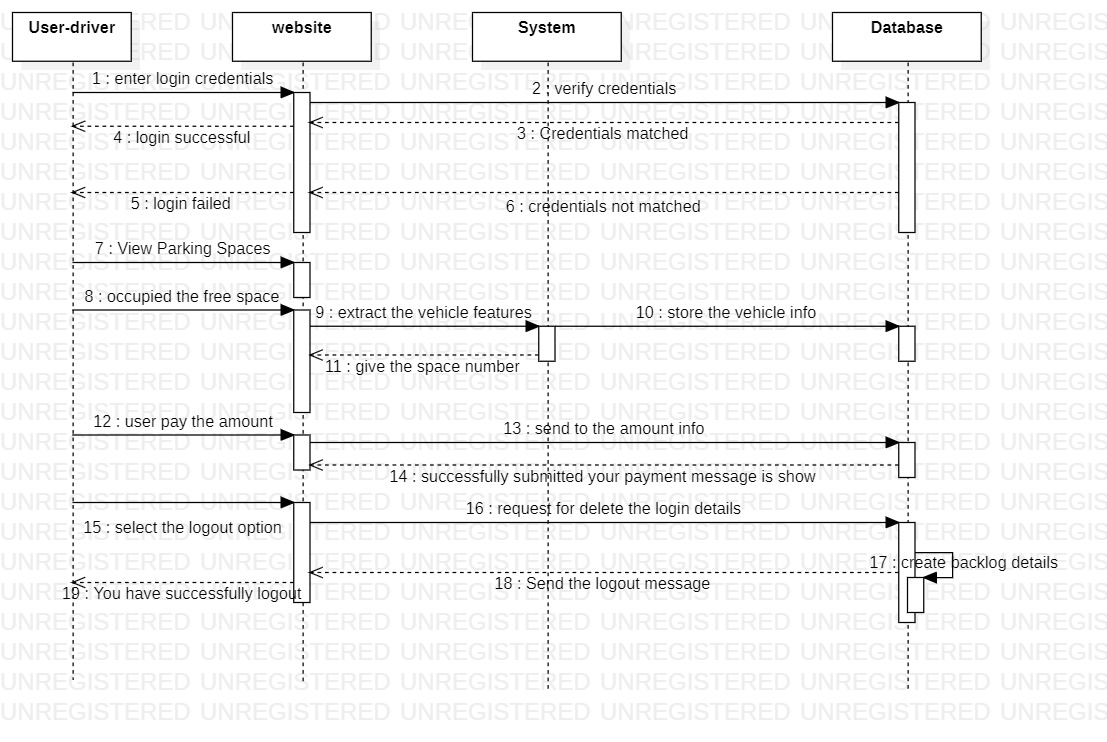 User-driver
website
System
Database
1 : enter login credentials
2 : verify credentials
3 : Credentials matched
4 : login successful
5 : login failed
6 : credentials not matched
7 : View Parking Spaces
8 : occupied the free space
9 : extract the vehicle features
10 : store the vehicle info
11 : give the space number
12 : user pay the amount
13 : send to the amount info
14 : successfully submitted your payment message is show
15 : select the logout option
16 : request for delete the login details
17 : create backlog details
18 : Send the logout message
19 : You have successfully logout
UNREGISTERED